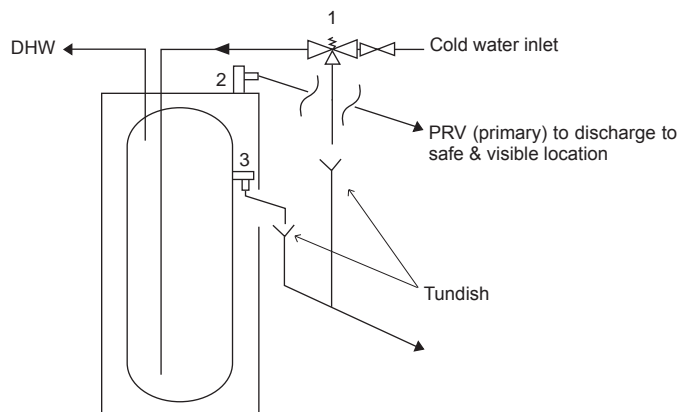 1
DHW
Cold water inlet
2
PRV (primary) to discharge to
safe & visible location
3
Tundish